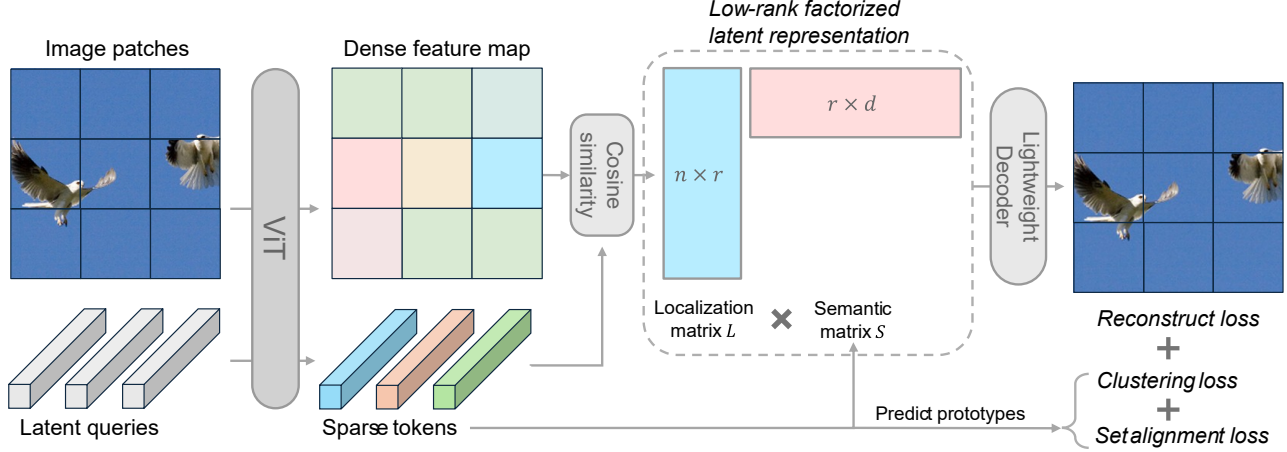 Low-rank factorized
latent representation
Image patches
Dense feature map
ViT
Cosine
similarity
n × r
r × d
Lightweight
Decoder
Localization
matrix L
×
Semantic
matrix S
Latent queries
Sparse tokens
Predict prototypes
Reconstruct loss
+
Clustering loss
+
Set alignment loss